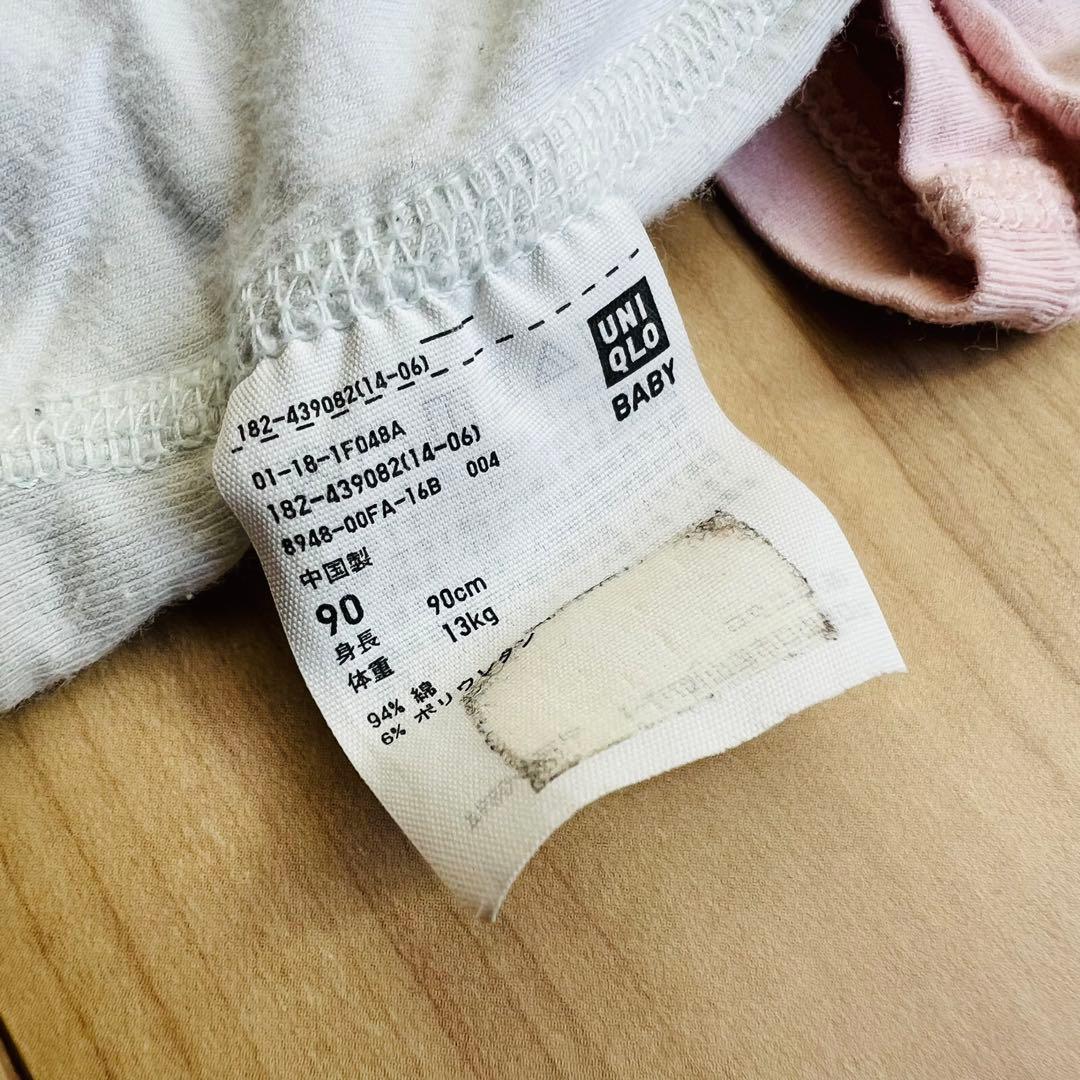 UNI
QLO
BABY
182-439082(14-06)
01-18-1F048A
182-439082(14-06)
8948-00FA-16B 004
中国製
90 90cm
身長 13kg
体重
94% 綿
6% ポリウレタン